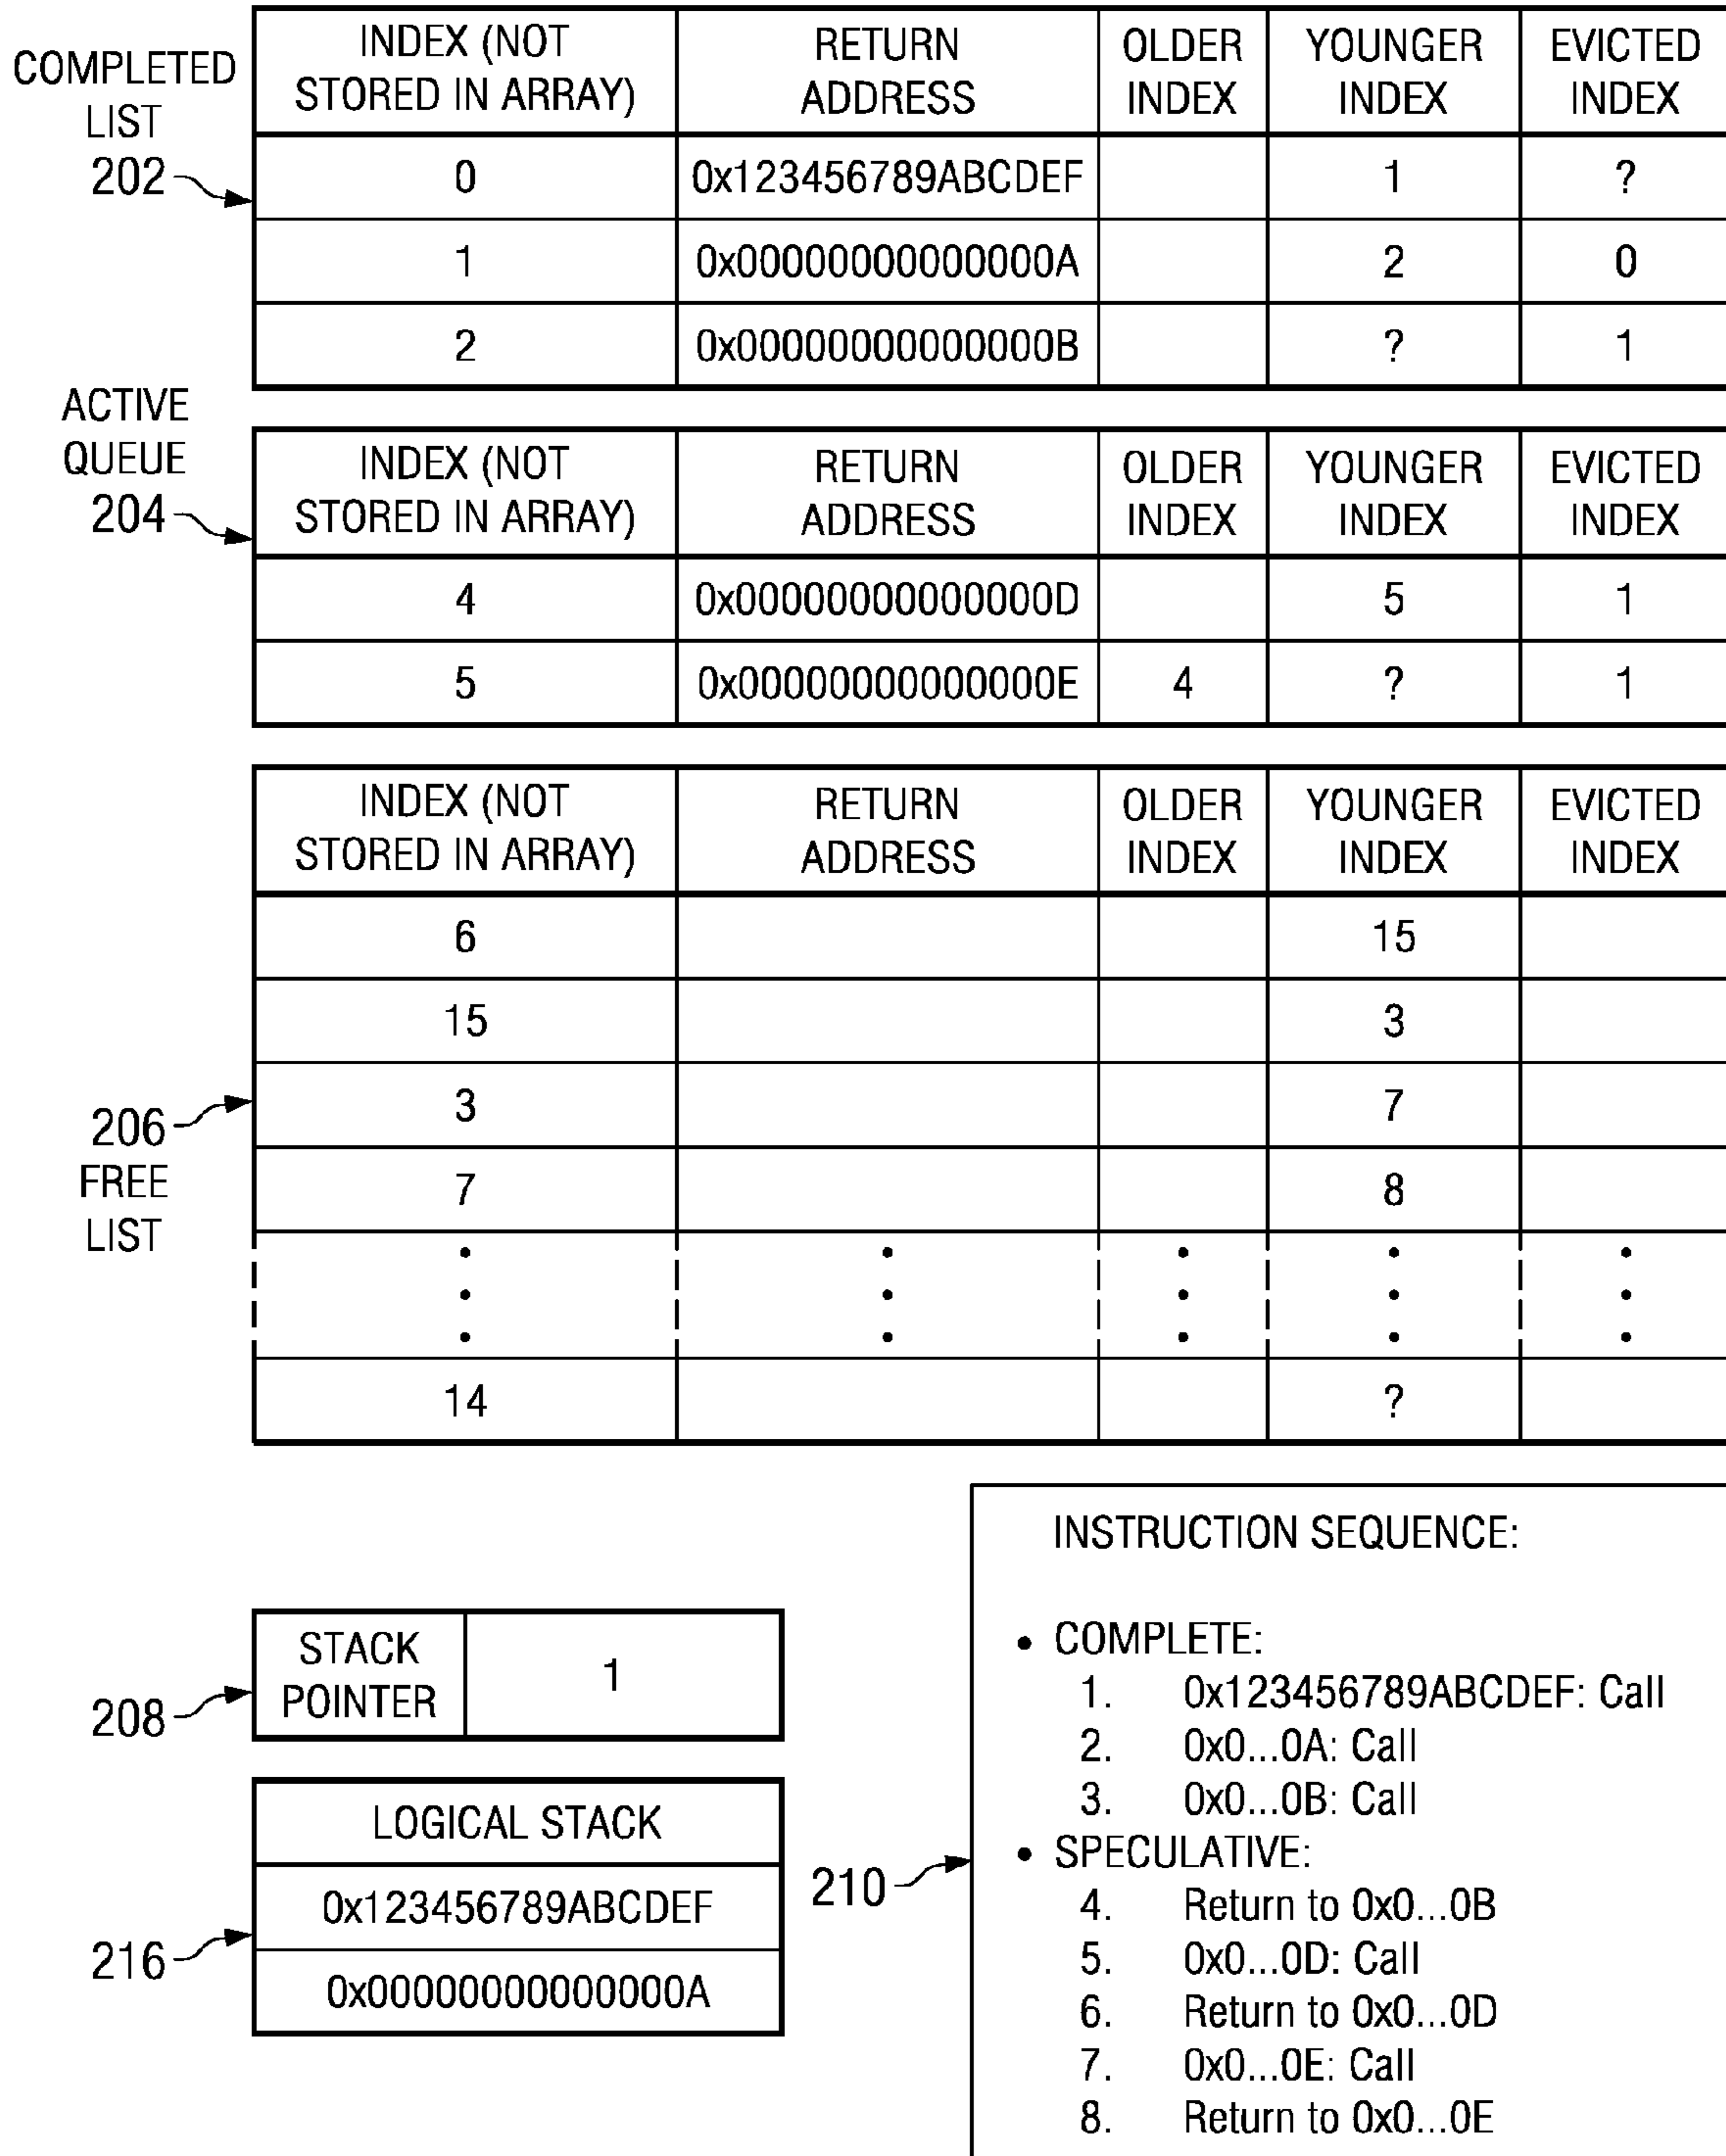 COMPLETED
LIST
202
INDEX (NOT STORED IN ARRAY) RETURN ADDRESS OLDER INDEX YOUNGER INDEX EVICTED INDEX
0 0x123456789ABCDEF 1 ?
1 0x00000000000000A 2 0
2 0x00000000000000B ? 1
ACTIVE
QUEUE
204
INDEX (NOT STORED IN ARRAY) RETURN ADDRESS OLDER INDEX YOUNGER INDEX EVICTED INDEX
4 0x00000000000000D 5 1
5 0x00000000000000E 4 ? 1
206
FREE
LIST
INDEX (NOT STORED IN ARRAY) RETURN ADDRESS OLDER INDEX YOUNGER INDEX EVICTED INDEX
6 15
15 3
3 7
7 8
14 ?
208
STACK POINTER 1
216
LOGICAL STACK
0x123456789ABCDEF
0x00000000000000A
210
INSTRUCTION SEQUENCE:
• COMPLETE:
1. 0x123456789ABCDEF: Call
2. 0x0...0A: Call
3. 0x0...0B: Call
• SPECULATIVE:
4. Return to 0x0...0B
5. 0x0...0D: Call
6. Return to 0x0...0D
7. 0x0...0E: Call
8. Return to 0x0...0E